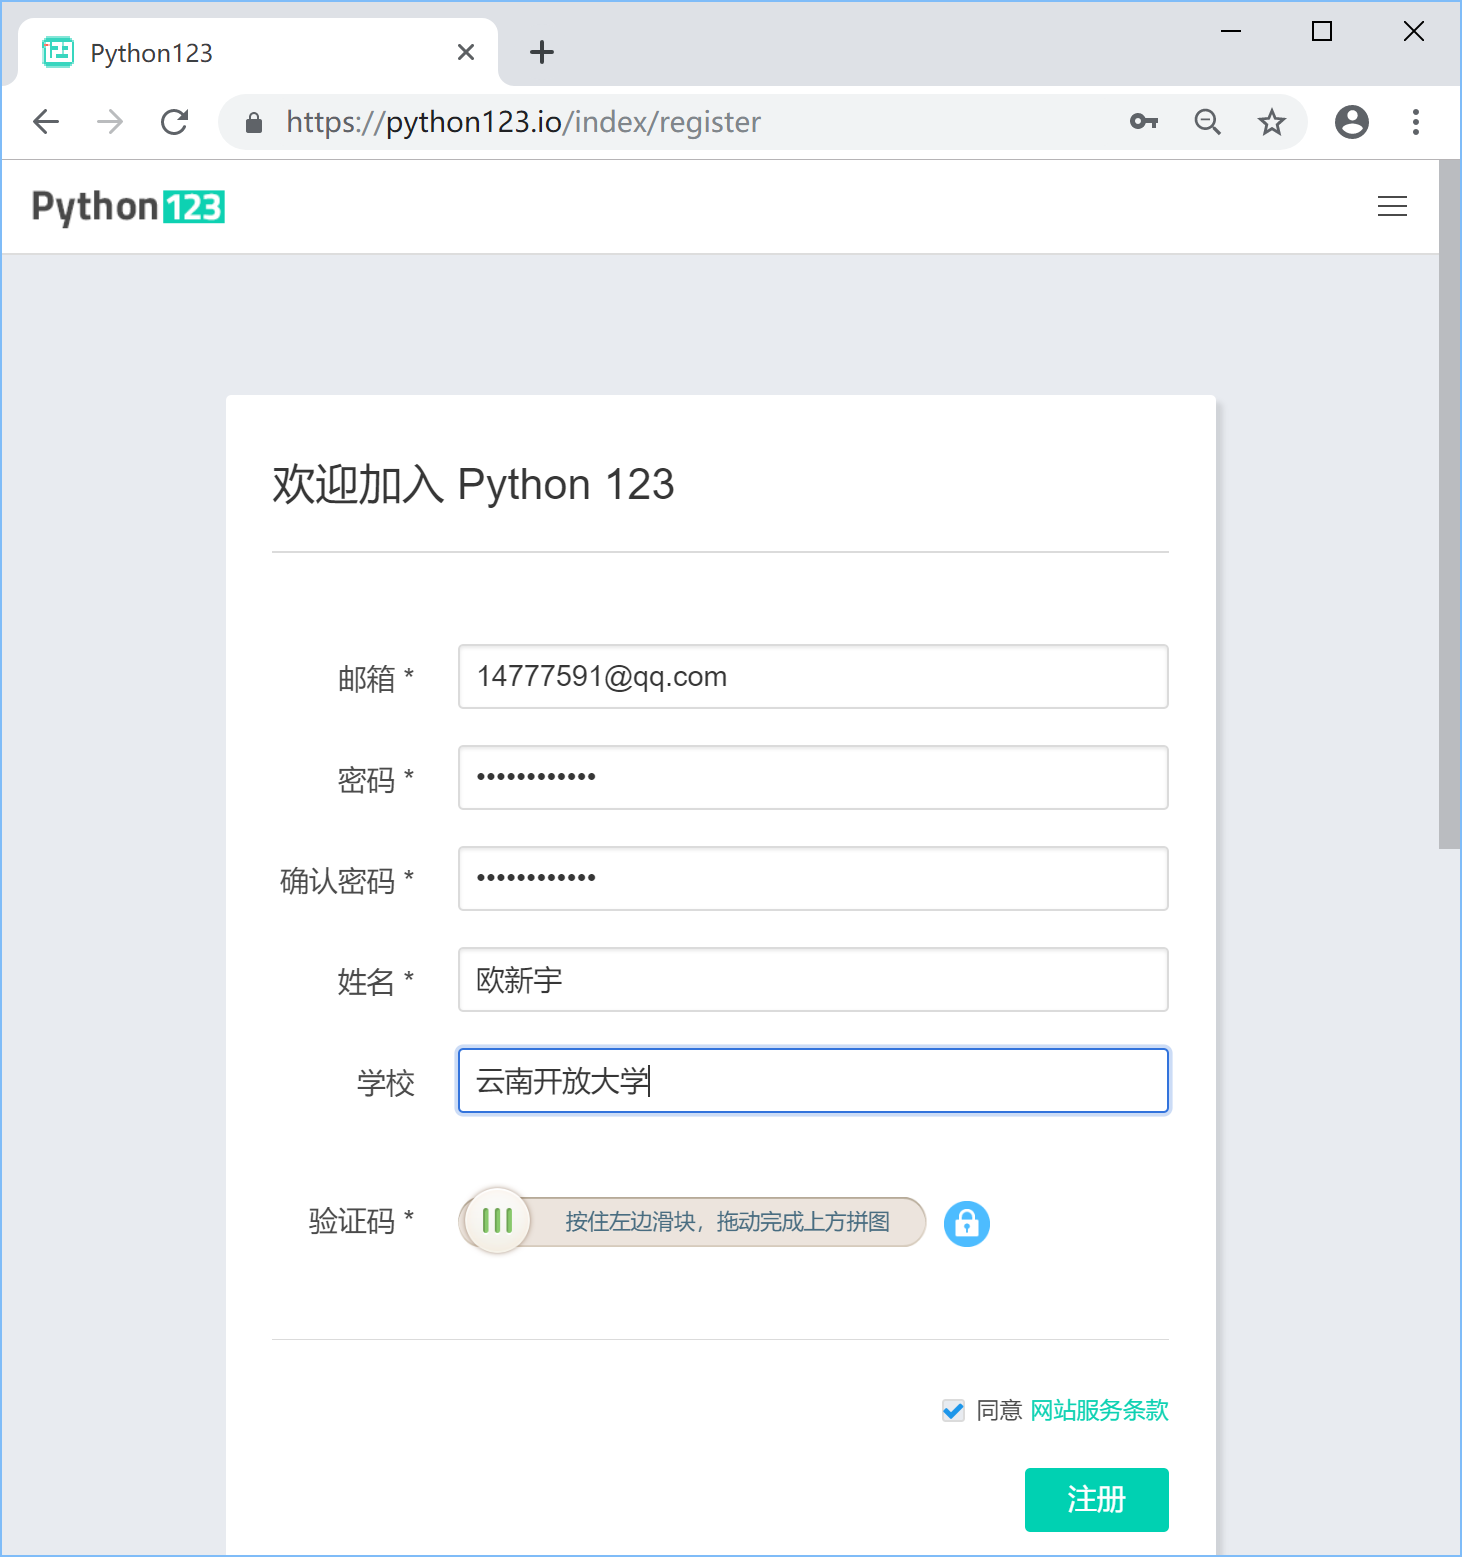 Python123
https://python123.io/index/register
Python123
欢迎加入 Python 123
邮箱 * 14777591@qq.com
密码 * ••••••••••••
确认密码 * ••••••••••••
姓名 * 欧新宇
学校 云南开放大学
验证码 * 按住左边滑块，拖动完成上方拼图
同意 网站服务条款
注册